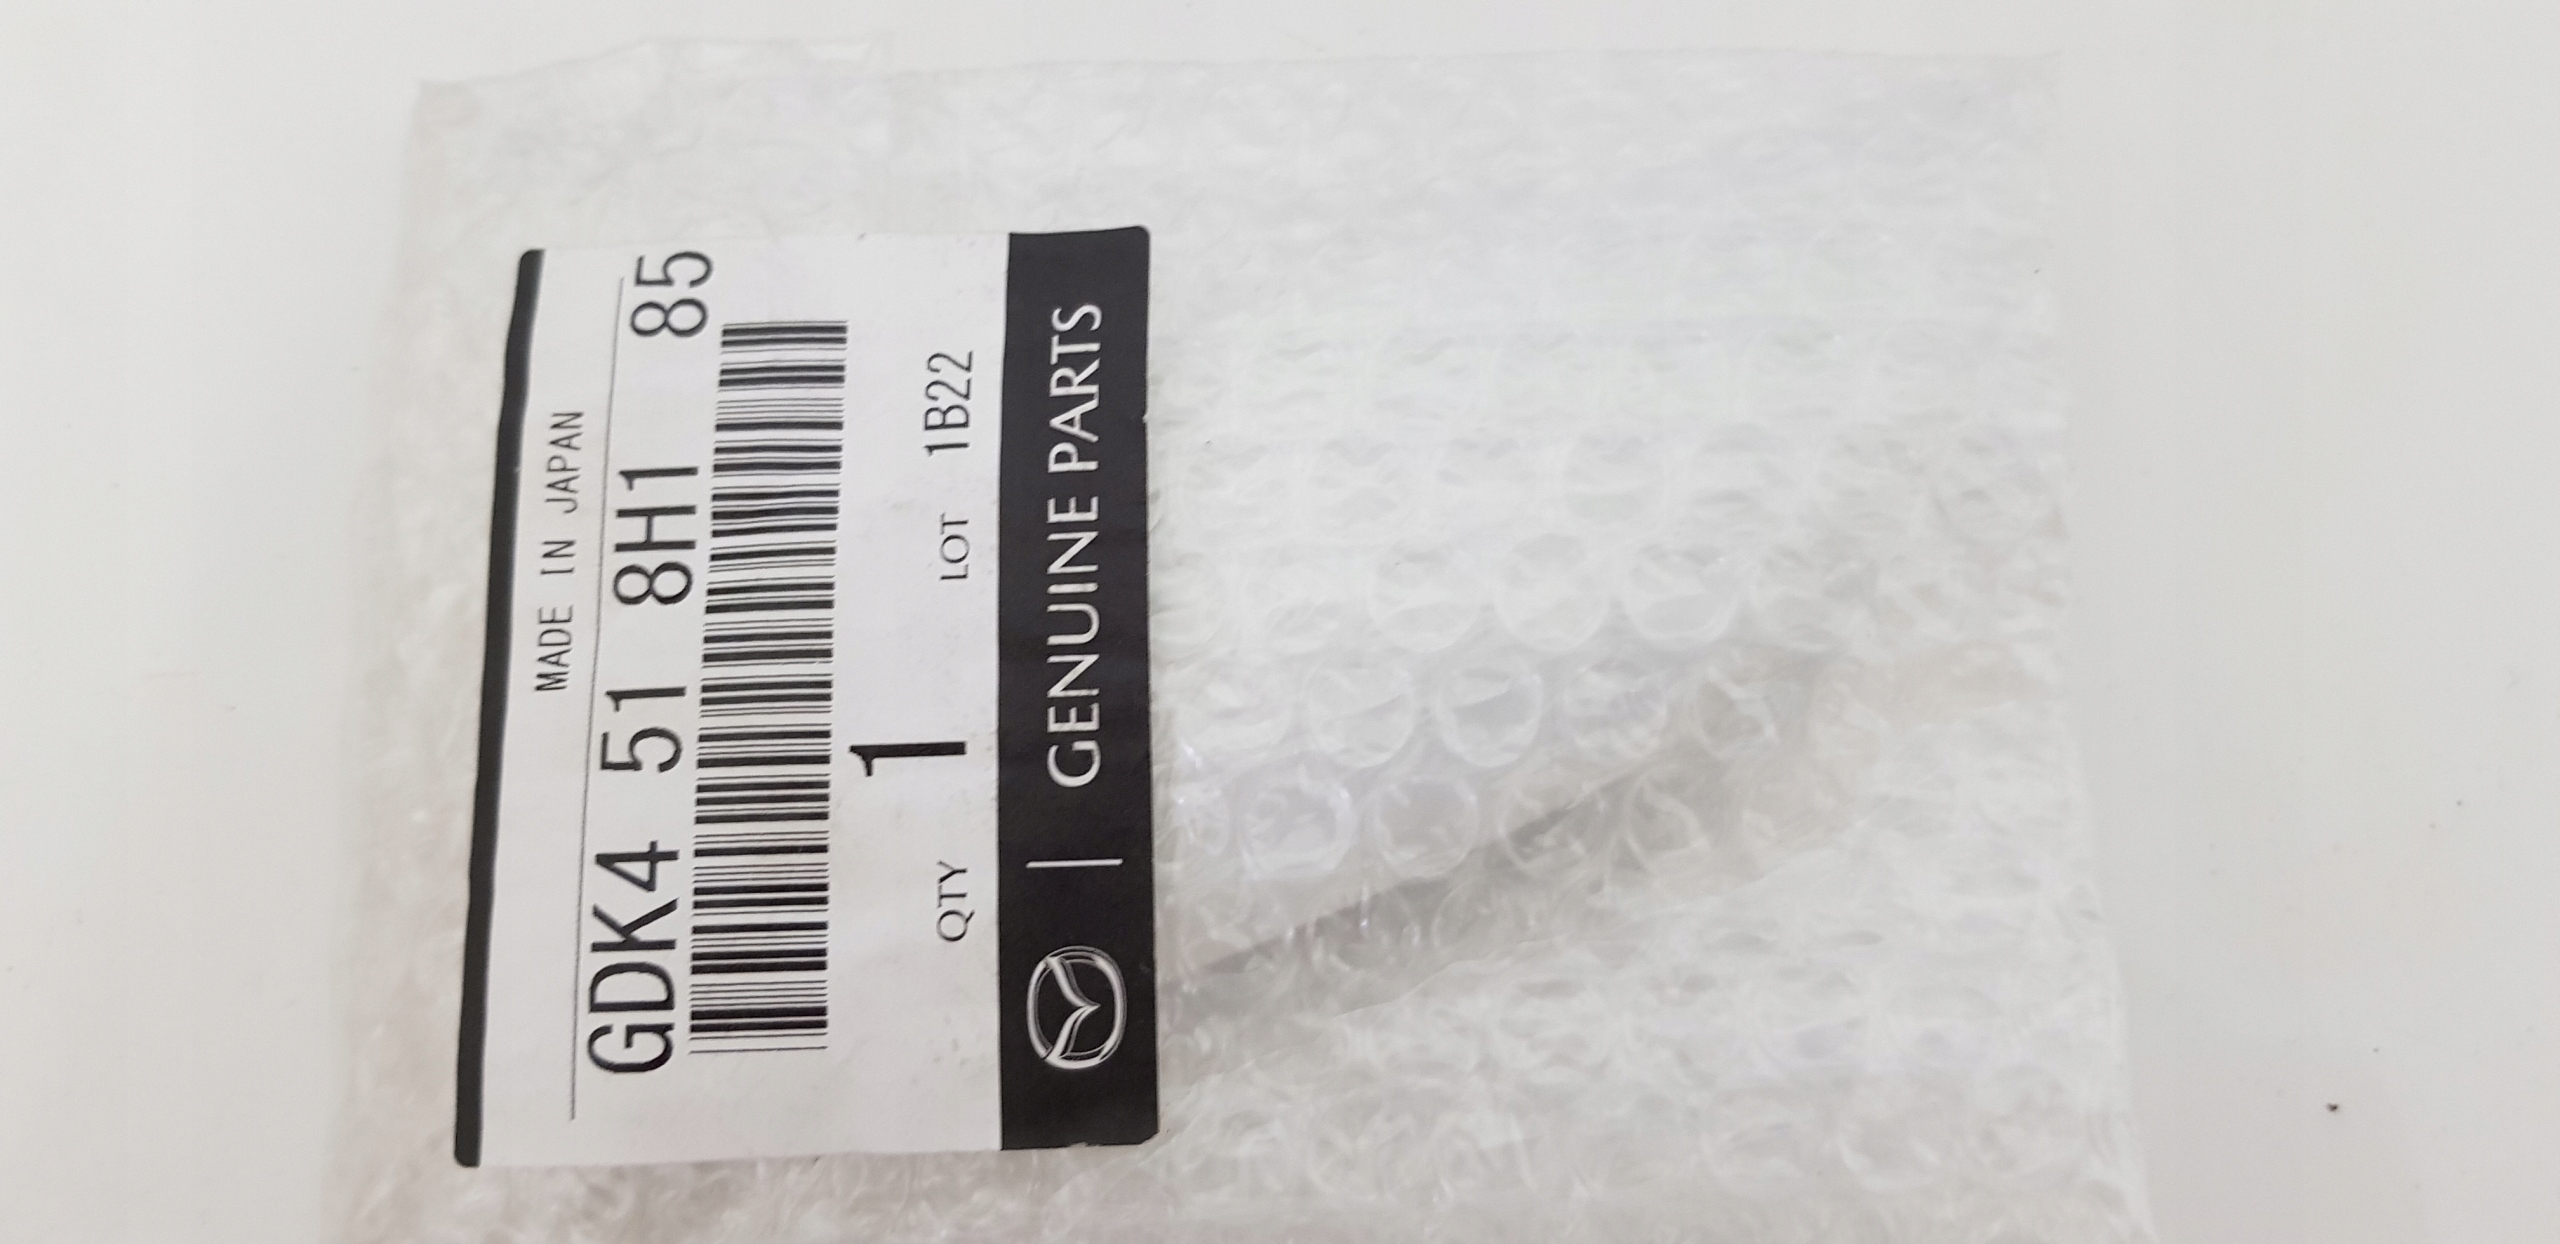 MADE IN JAPAN
GDK4 51 8H1 85
1
QTY LOT 1B22
GENUINE PARTS